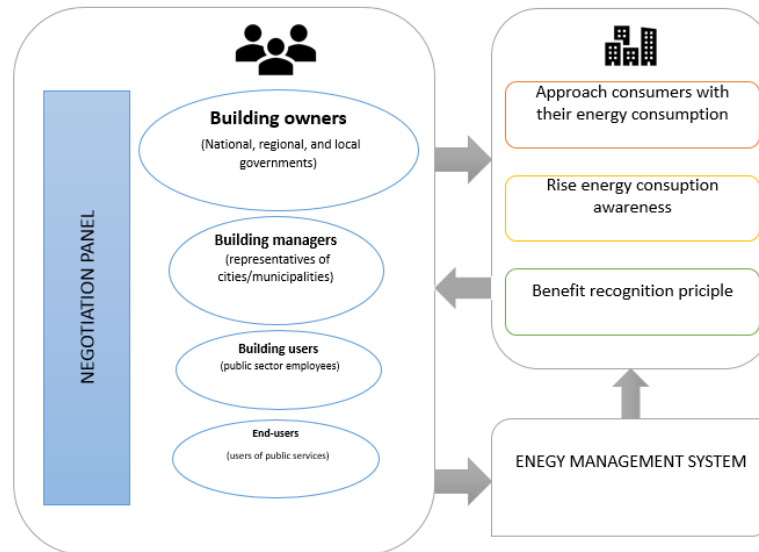 NEGOTIATION PANEL
Building owners
(National, regional, and local
governments)
Building managers
(representatives of
cities/municipalities)
Building users
(public sector employees)
End-users
(users of public services)
Approach consumers with
their energy consumption
Rise energy consuption
awareness
Benefit recognition priciple
ENEGY MANAGEMENT SYSTEM